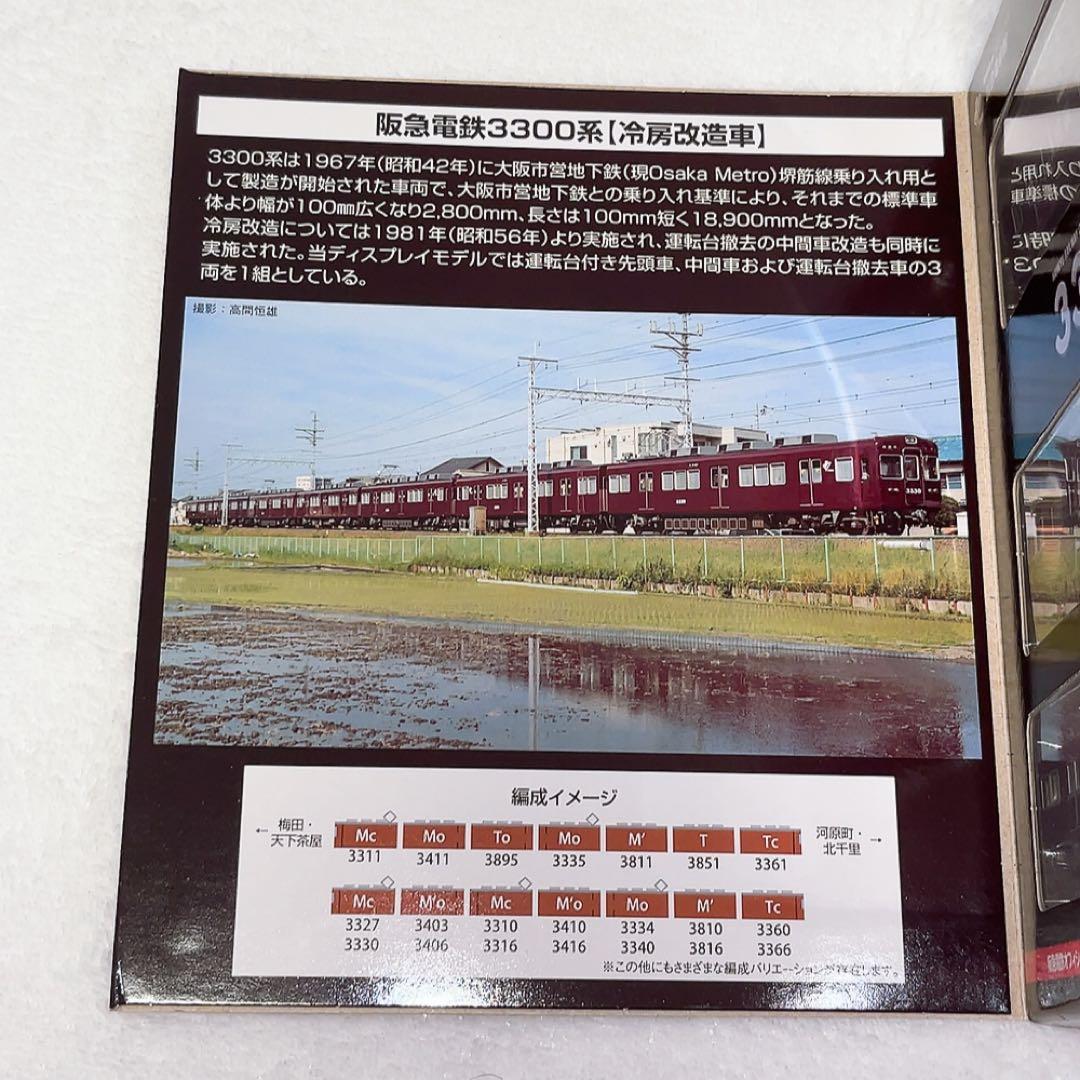 阪急電鉄3300系【冷房改造車】
3300系は1967年(昭和42年)に大阪市営地下鉄(現Osaka Metro)堺筋線乗り入れ用と
して製造が開始された車両で、大阪市営地下鉄との乗り入れ基準により、それまでの標準車
体より幅が100㎜広くなり2,800mm、長さは100mm短く18,900mmとなった。
冷房改造については1981年(昭和56年)より実施され、運転台撤去の中間車改造も同時に
実施された。当ディスプレイモデルでは運転台付き先頭車、中間車および運転台撤去車の3
両を1組としている。
撮影:高間恒雄
3330
編成イメージ
←梅田・
天下茶屋
Mc Mo To Mo M' T Tc
3311 3411 3895 3335 3811 3851 3361
河原町・→
北千里
Mc M'o Mc M'o Mo M' Tc
3327 3403 3310 3410 3334 3810 3360
3330 3406 3316 3416 3340 3816 3366
※この他にもさまざまな編成バリエーションが存在します。